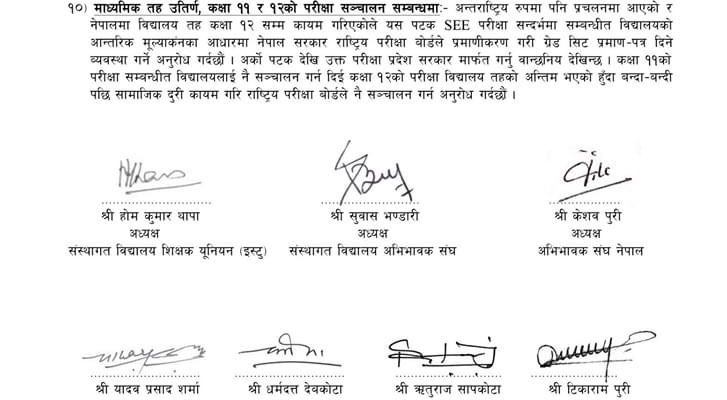 १०) माध्यमिक तह उतिर्ण, कक्षा ११ र १२को परीक्षा सञ्चालन सम्बन्धमाः- अन्तराष्ट्रिय रुपमा पनि प्रचलनमा आएको र
नेपालमा विद्यालय तह कक्षा १२ सम्म कायम गरिएकोले यस पटक SEE परीक्षा सन्दर्भमा सम्बन्धीत विद्यालयको
आन्तरिक मूल्याकंनका आधारमा नेपाल सरकार राष्ट्रिय परीक्षा बोर्डले प्रमाणीकरण गरी ग्रेड सिट प्रमाण-पत्र दिने
व्यवस्था गर्ने अनुरोध गर्दछौं । अर्को पटक देखि उक्त परीक्षा प्रदेश सरकार मार्फत गर्नु वान्छनिय देखिन्छ । कक्षा ११को
परीक्षा सम्बन्धीत विद्यालयलाई नै सञ्चालन गर्न दिई कक्षा १२को परीक्षा विद्यालय तहको अन्तिम भएको हुँदा बन्दा-बन्दी
पछि सामाजिक दुरी कायम गरि राष्ट्रिय परीक्षा बोर्डले नै सञ्चालन गर्न अनुरोध गर्दछौं ।
श्री होम कुमार थापा श्री सुवास भण्डारी श्री केशव पुरी
अध्यक्ष अध्यक्ष अध्यक्ष
संस्थागत विद्यालय शिक्षक यूनियन (इस्टु) संस्थागत विद्यालय अभिभावक संघ अभिभावक संघ नेपाल
श्री यादव प्रसाद शर्मा श्री धर्मदत्त देवकोटा श्री ऋतुराज सापकोटा श्री टिकाराम पुरी